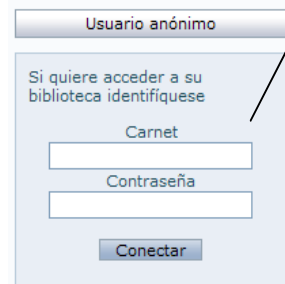 Usuario anónimo
Si quiere acceder a su
biblioteca identifíquese
Carnet
Contraseña
Conectar